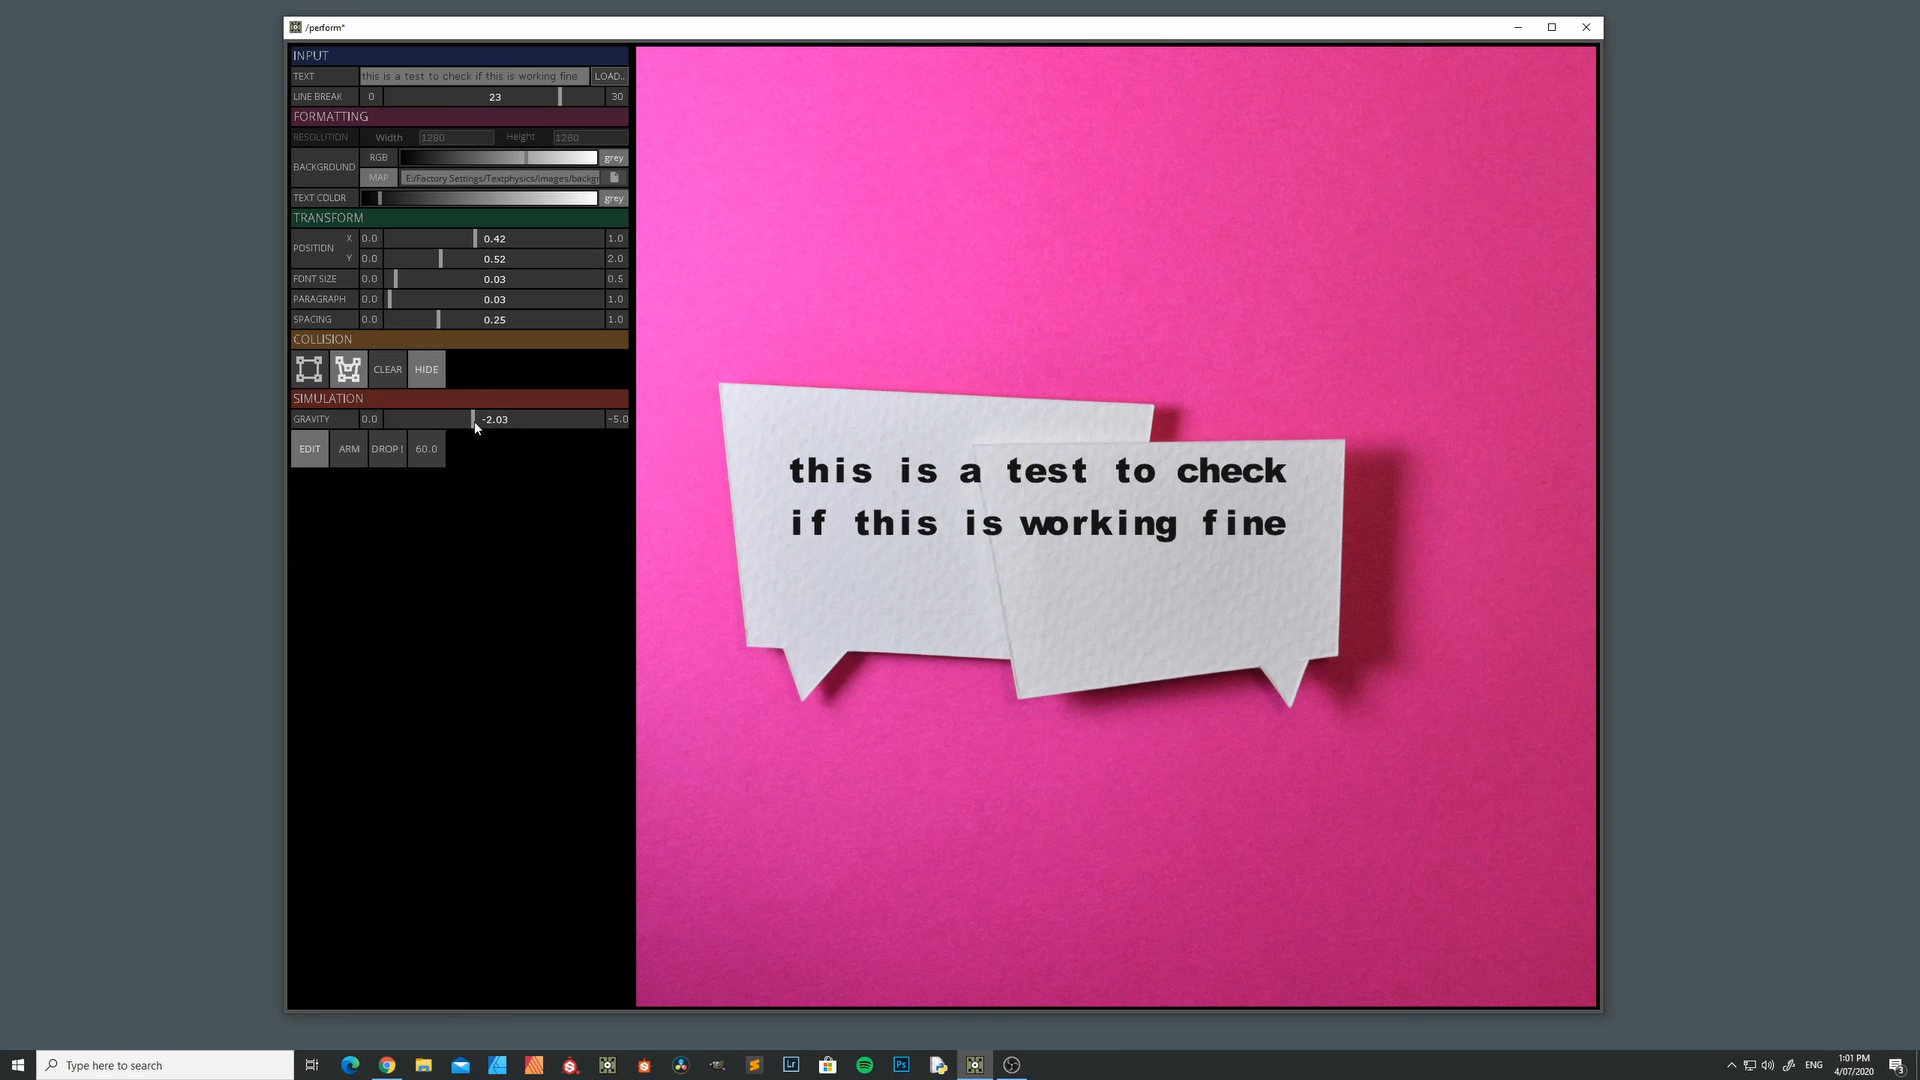 /perform*
INPUT
TEXT this is a test to check if this is working fine LOAD..
LINE BREAK 0 23 30
FORMATTING
RESOLUTION Width 1280 Height 1280
BACKGROUND RGB grey
MAP E:/Factory Settings/Textphysics/images/backgr
TEXT COLOR grey
TRANSFORM
POSITION X 0.0 0.42 1.0
Y 0.0 0.52 2.0
FONT SIZE 0.0 0.03 0.5
PARAGRAPH 0.0 0.03 1.0
SPACING 0.0 0.25 1.0
COLLISION
CLEAR HIDE
SIMULATION
GRAVITY 0.0 -2.03 -5.0
EDIT ARM DROP ! 60.0
this is a test to check
if this is working fine
Type here to search
Lr
Ps
ENG
1:01 PM
4/07/2020
3